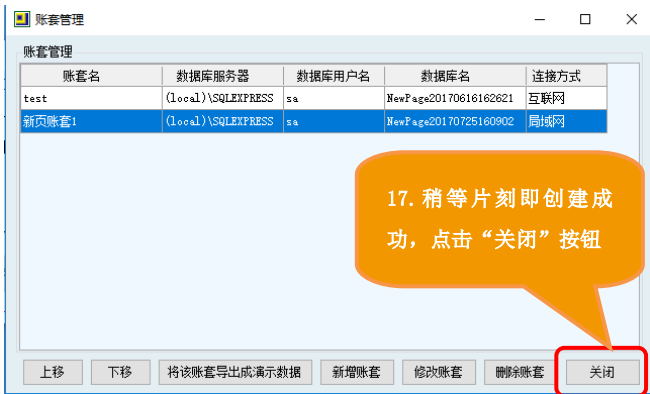 账套管理
账套管理
账套名 数据库服务器 数据库用户名 数据库名 连接方式
test (local)\SQLEXPRESS sa NewPage20170616162621 互联网
新页账套1 (local)\SQLEXPRESS sa NewPage20170725160902 局域网
17. 稍等片刻即创建成
功，点击“关闭”按钮
上移 下移 将该账套导出成演示数据 新增账套 修改账套 删除账套 关闭